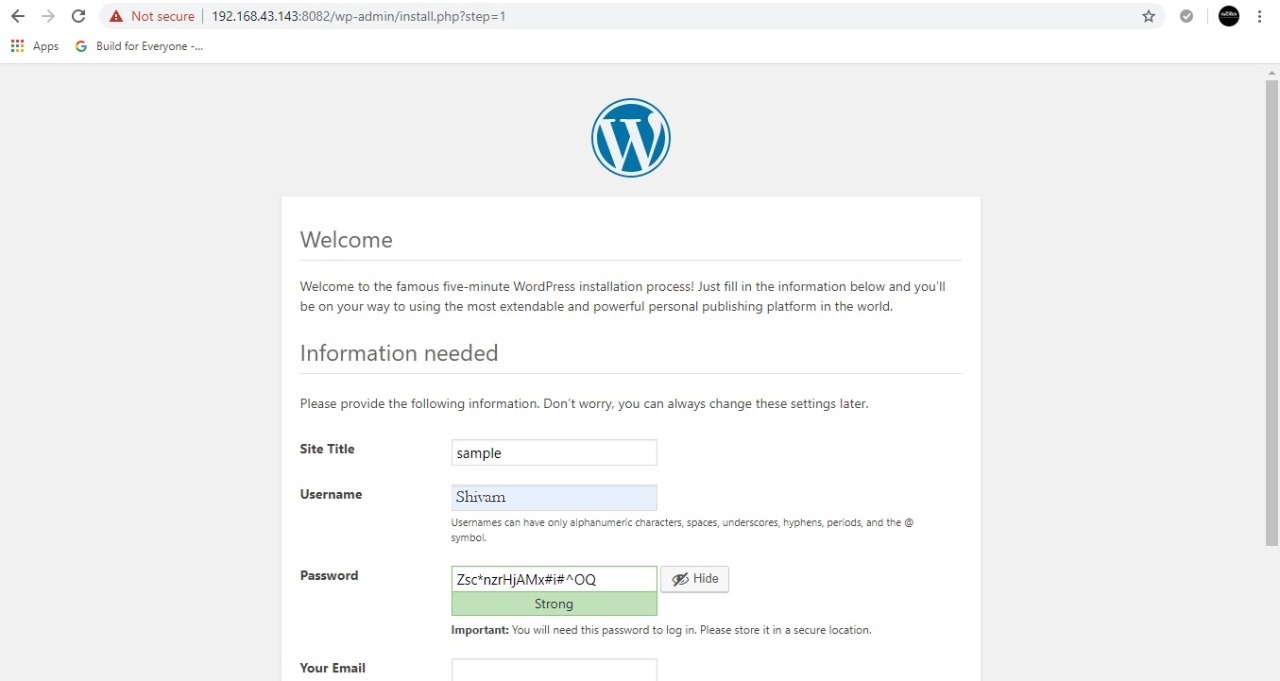 Not secure | 192.168.43.143:8082/wp-admin/install.php?step=1
Apps Build for Everyone -...
Welcome
Welcome to the famous five-minute WordPress installation process! Just fill in the information below and you'll
be on your way to using the most extendable and powerful personal publishing platform in the world.
Information needed
Please provide the following information. Don't worry, you can always change these settings later.
Site Title sample
Username Shivam
Usernames can have only alphanumeric characters, spaces, underscores, hyphens, periods, and the @
symbol.
Password Zsc*nzrHjAMx#i#^OQ Hide
Strong
Important: You will need this password to log in. Please store it in a secure location.
Your Email